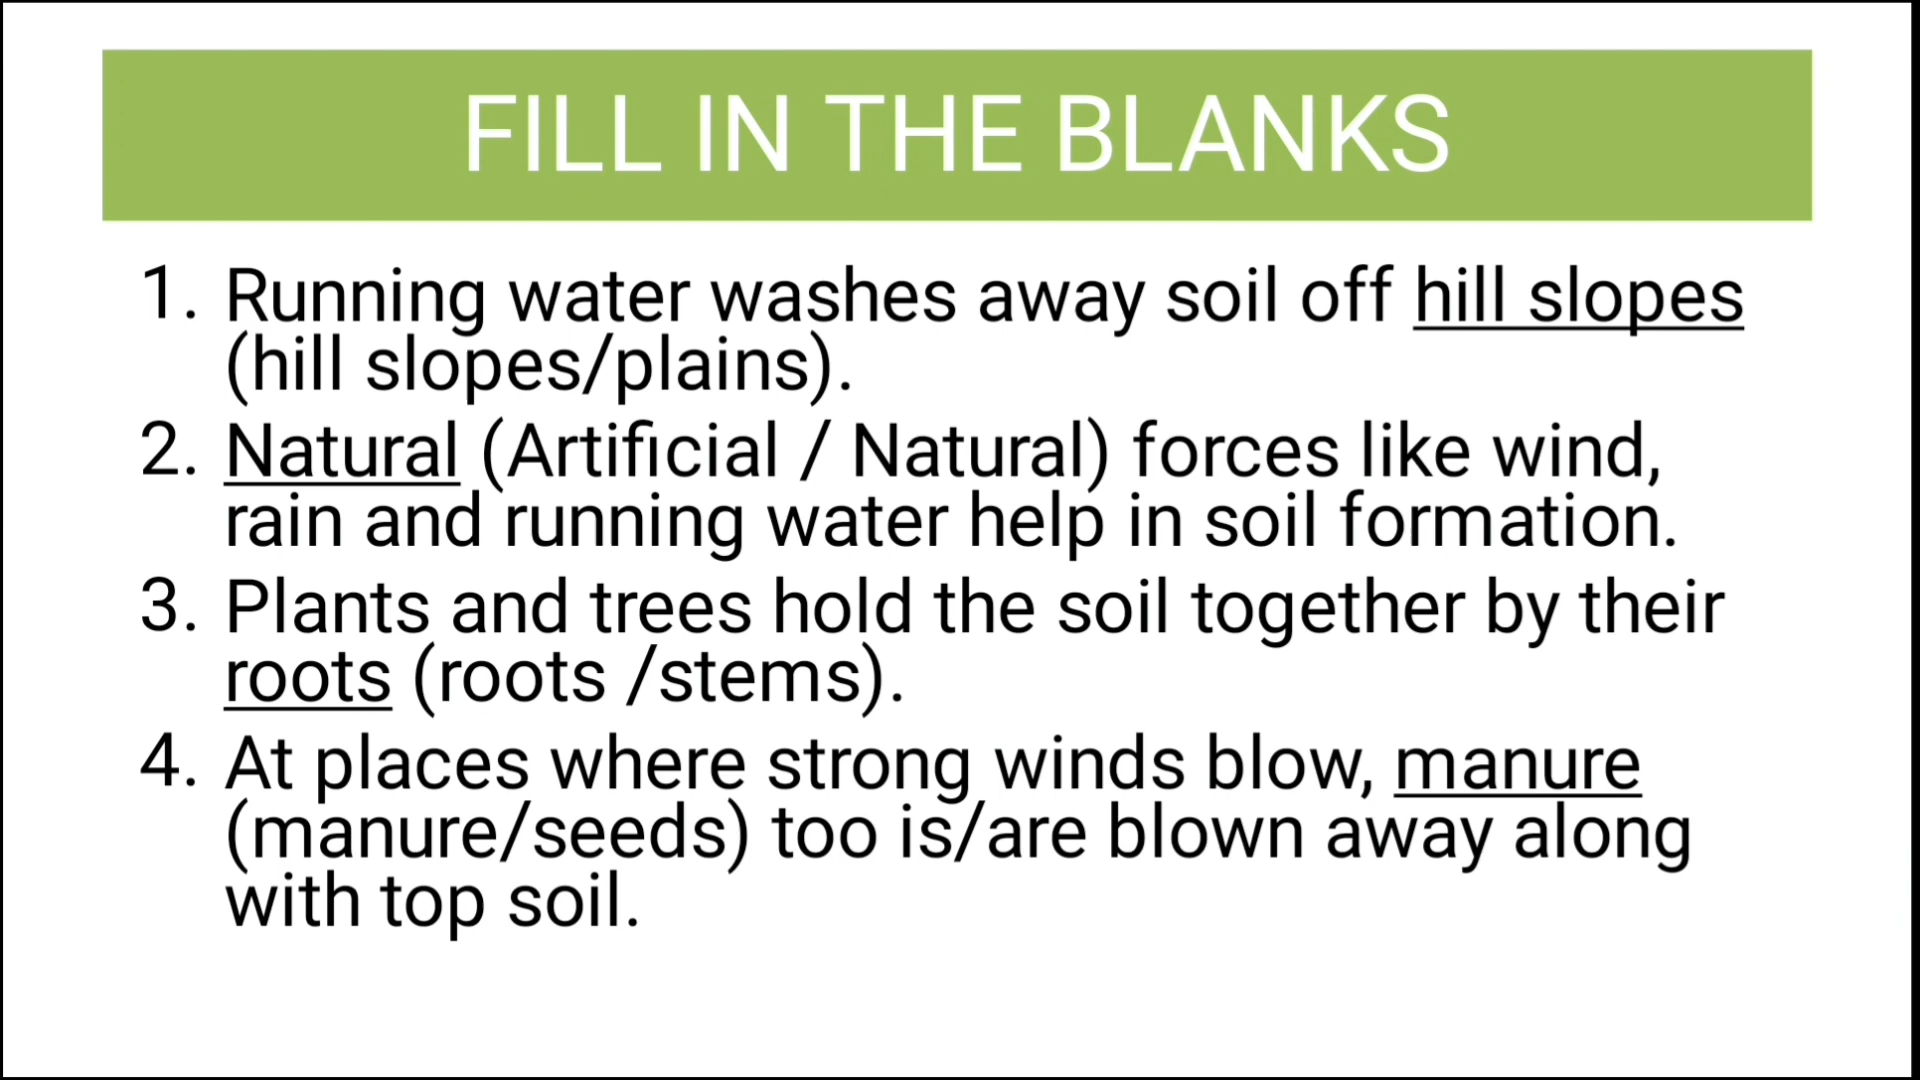 FILL IN THE BLANKS
1. Running water washes away soil off hill slopes
(hill slopes/plains).
2. Natural (Artificial / Natural) forces like wind,
rain and running water help in soil formation.
3. Plants and trees hold the soil together by their
roots (roots /stems).
4. At places where strong winds blow, manure
(manure/seeds) too is/are blown away along
with top soil.